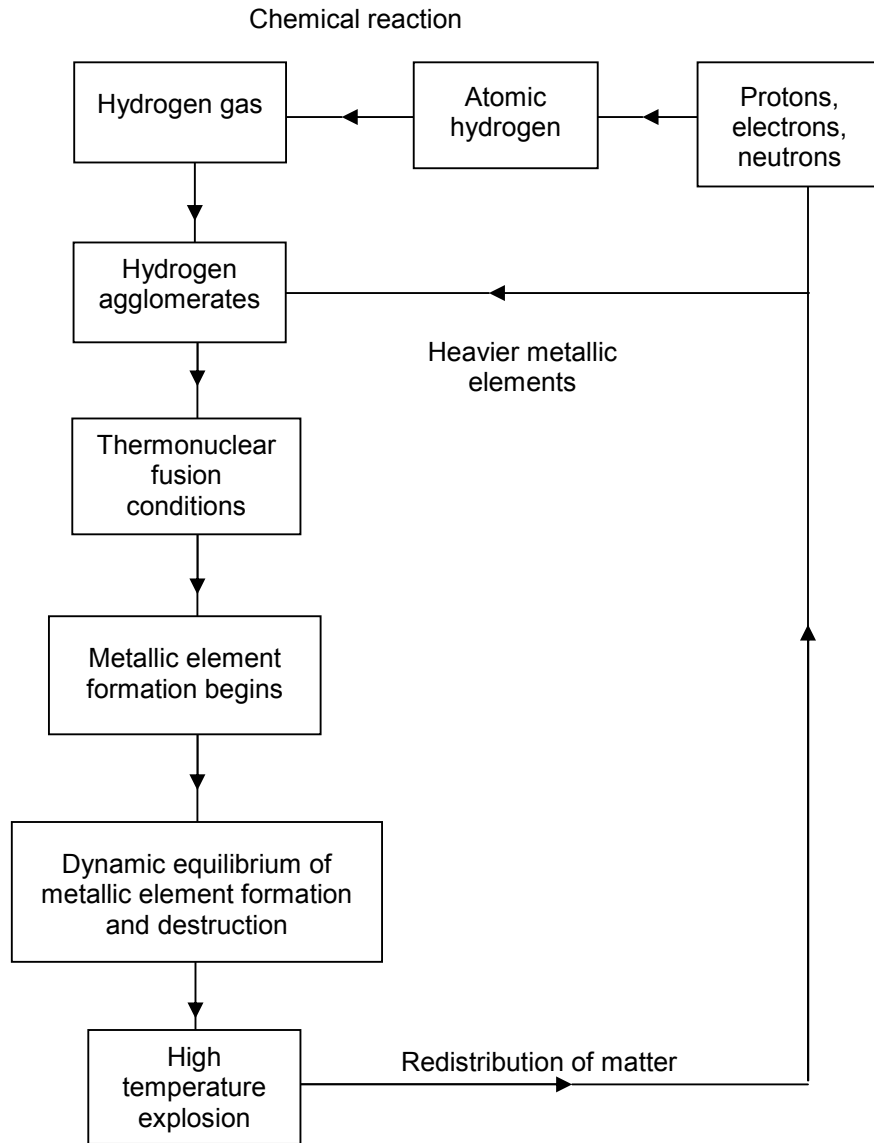 Chemical reaction
Hydrogen gas
Atomic
hydrogen
Protons,
electrons,
neutrons
Hydrogen
agglomerates
Heavier metallic
elements
Thermonuclear
fusion
conditions
Metallic element
formation begins
Dynamic equilibrium of
metallic element formation
and destruction
High
temperature
explosion
Redistribution of matter